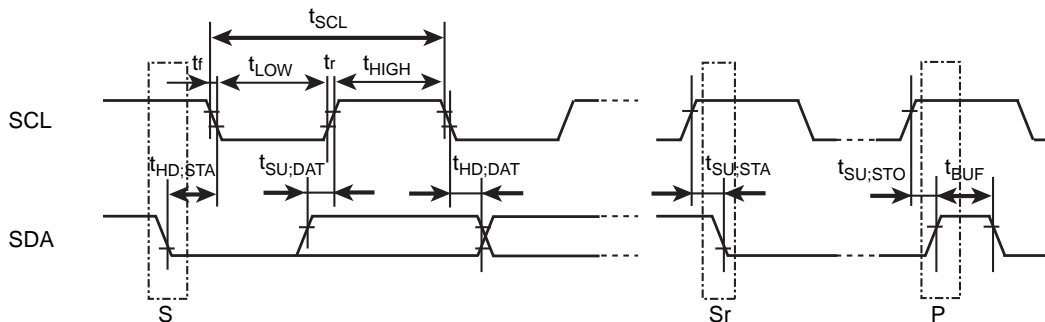 tSCL
tf tLOW tr tHIGH
SCL
tHD;STA tSU;DAT tHD;DAT tSU;STA tSU;STO tBUF
SDA
S Sr P